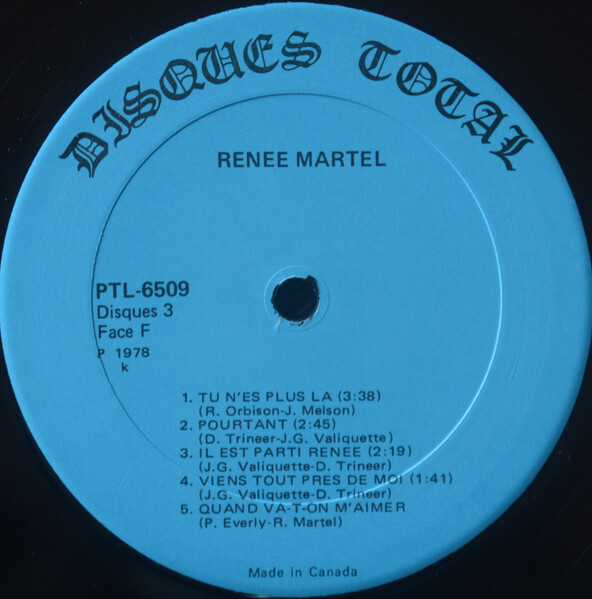 DISQUES TOTAL
RENEE MARTEL
PTL-6509
Disques 3
Face F
P 1978
k
1. TU N'ES PLUS LA (3:38)
(R. Orbison-J. Melson)
2. POURTANT (2:45)
(D. Trineer-J.G. Valiquette)
3. IL EST PARTI RENEE (2:19)
(J.G. Valiquette-D. Trineer)
4. VIENS TOUT PRES DE MOI (1:41)
(J.G. Valiquette-D. Trineer)
5. QUAND VA-T-ON M'AIMER
(P. Everly-R. Martel)
Made in Canada